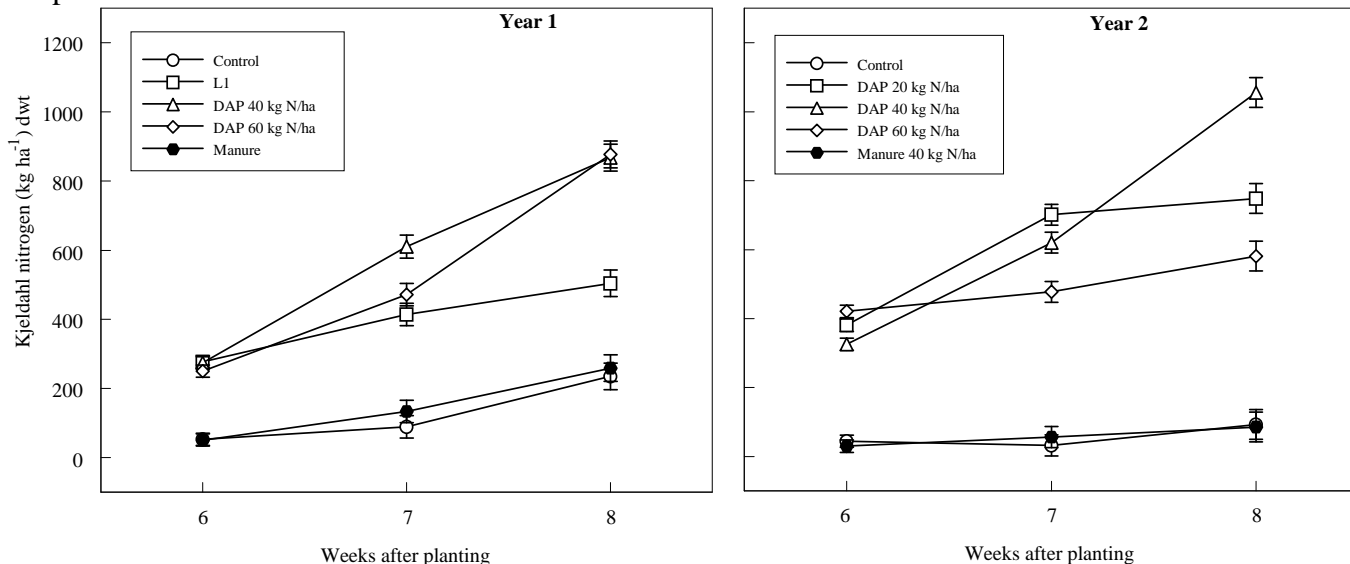 Year 1
1200
1000
800
600
400
200
0
Kjeldahl nitrogen (kg ha-1) dwt
Control
L1
DAP 40 kg N/ha
DAP 60 kg N/ha
Manure
6 7 8
Weeks after planting
Year 2
Control
DAP 20 kg N/ha
DAP 40 kg N/ha
DAP 60 kg N/ha
Manure 40 kg N/ha
6 7 8
Weeks after planting